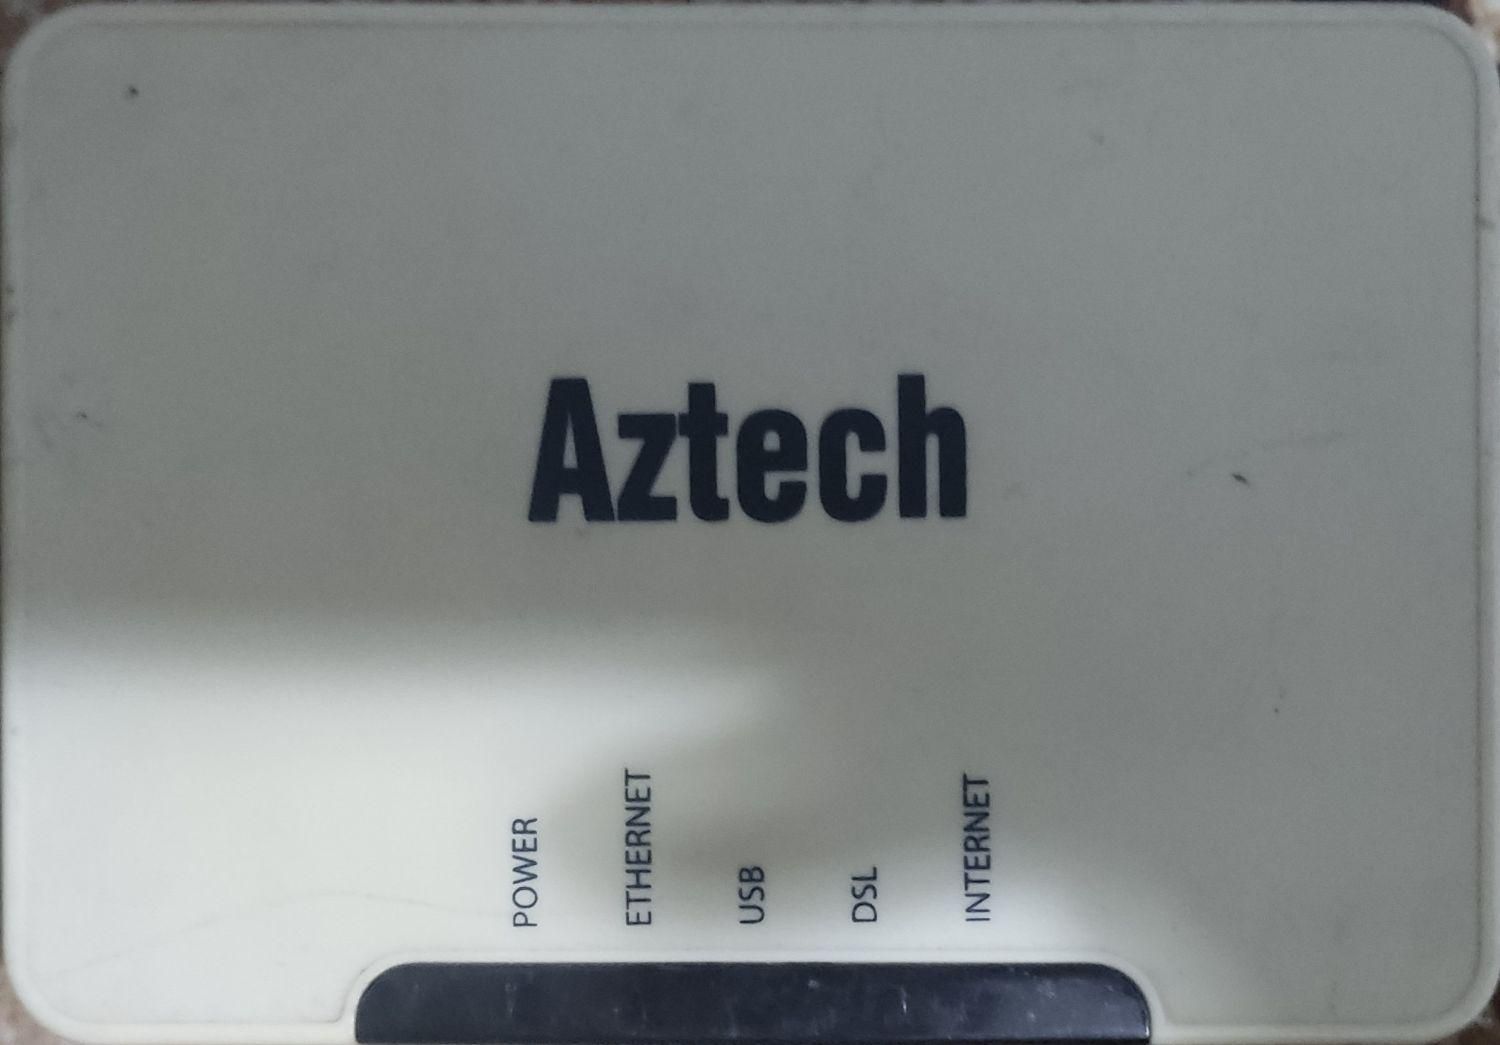 Aztech
POWER
ETHERNET
USB
DSL
INTERNET